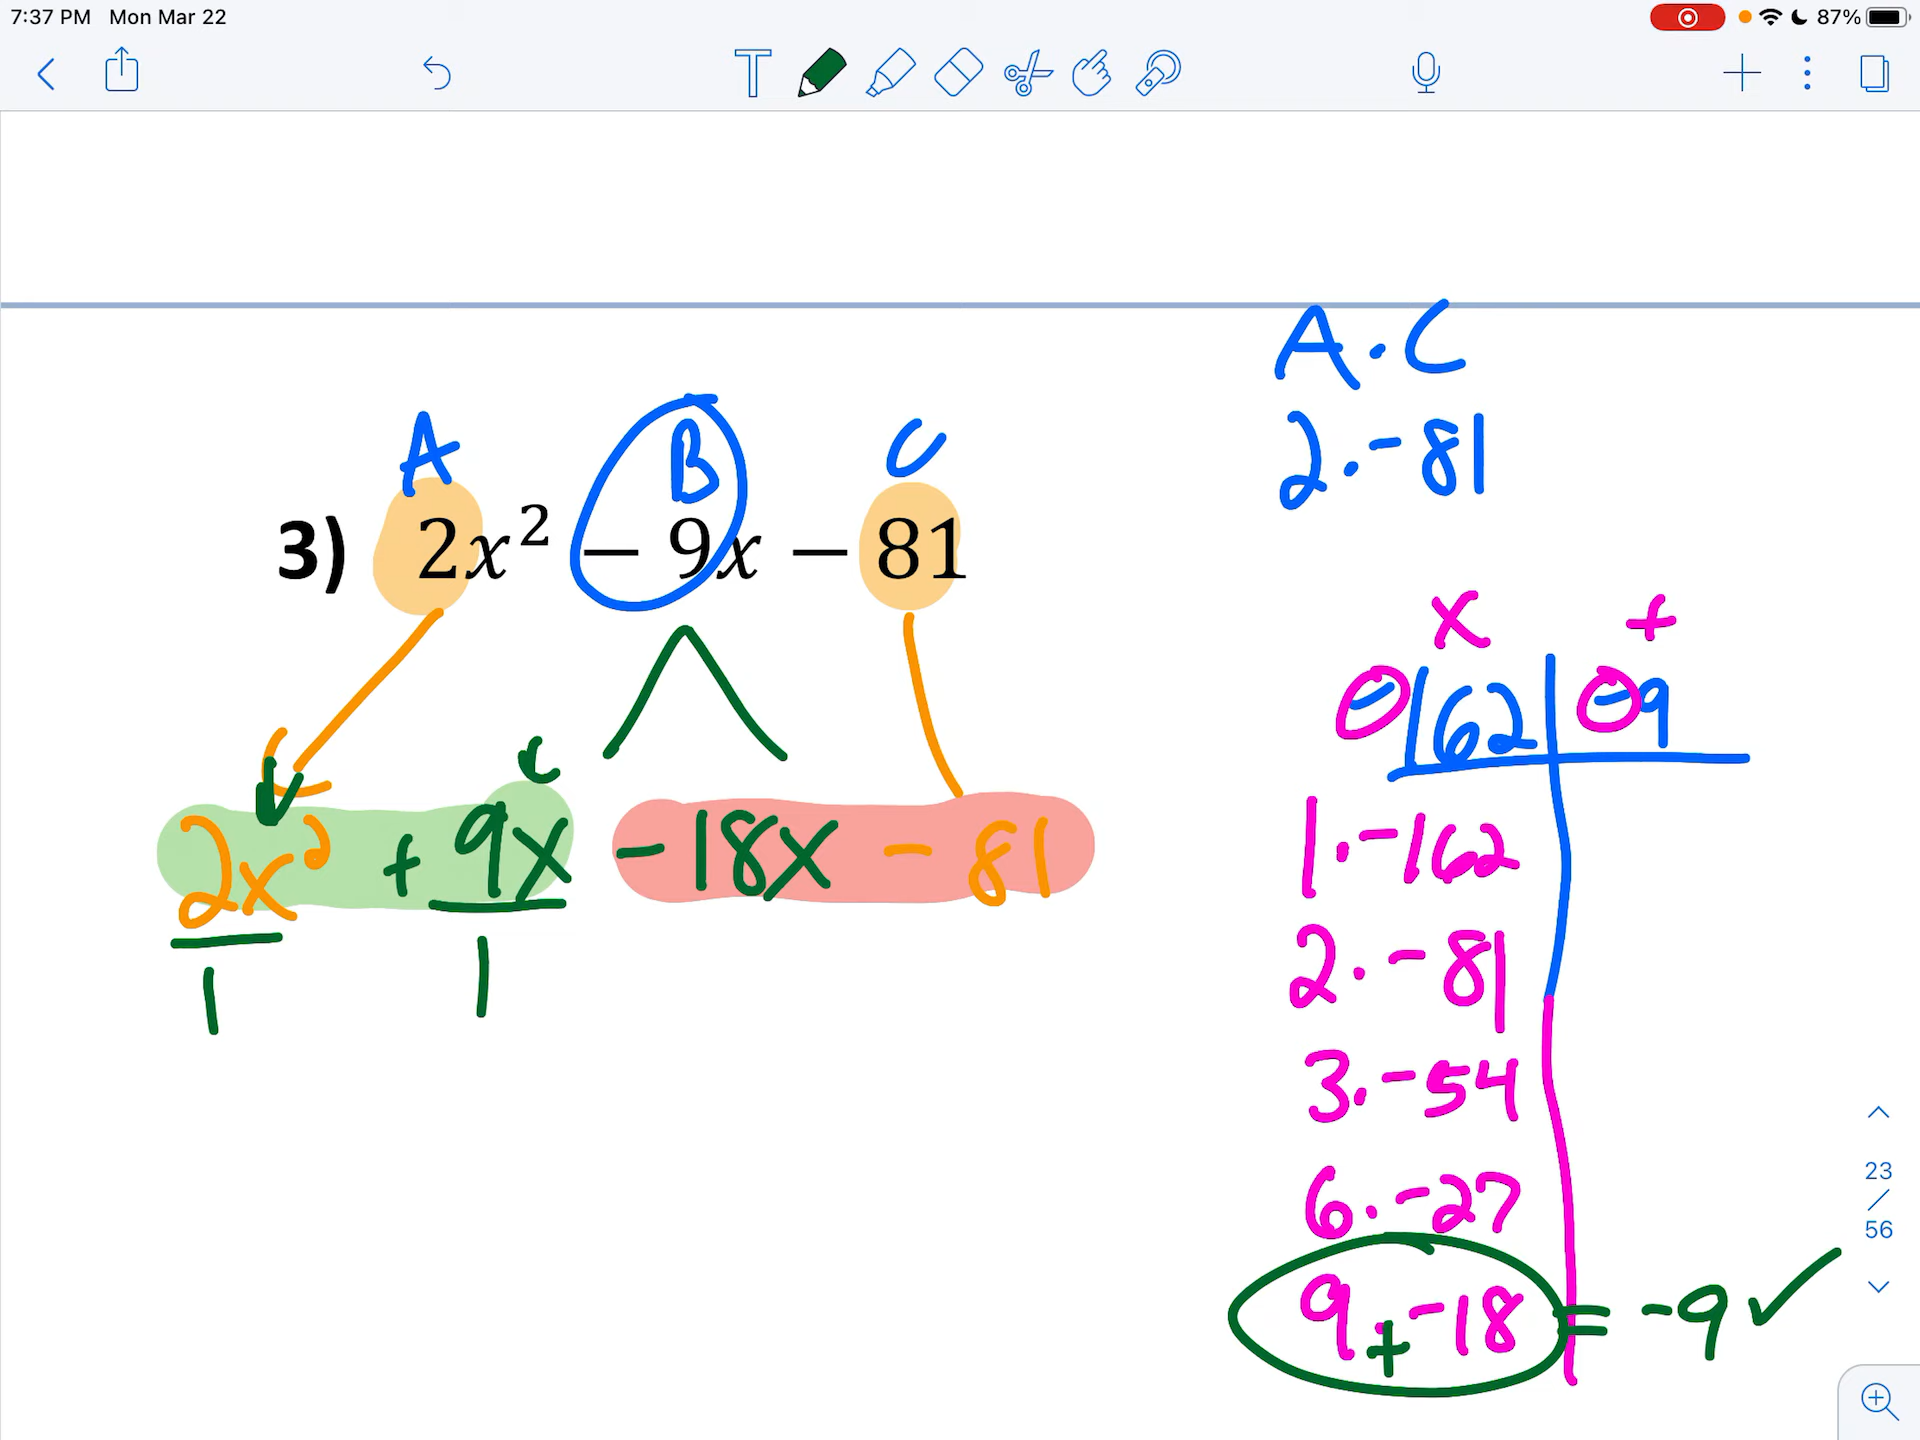 7:37 PM Mon Mar 22
87%
T
A · C
2 · -81
A B C
3) 2x² − 9x − 81
x +
-162 -9
2x² + 9x -18x - 81
1 1
1 · -162
2 · -81
3 · -54
6 · -27
9 + -18 = -9 ✓
23
/
56